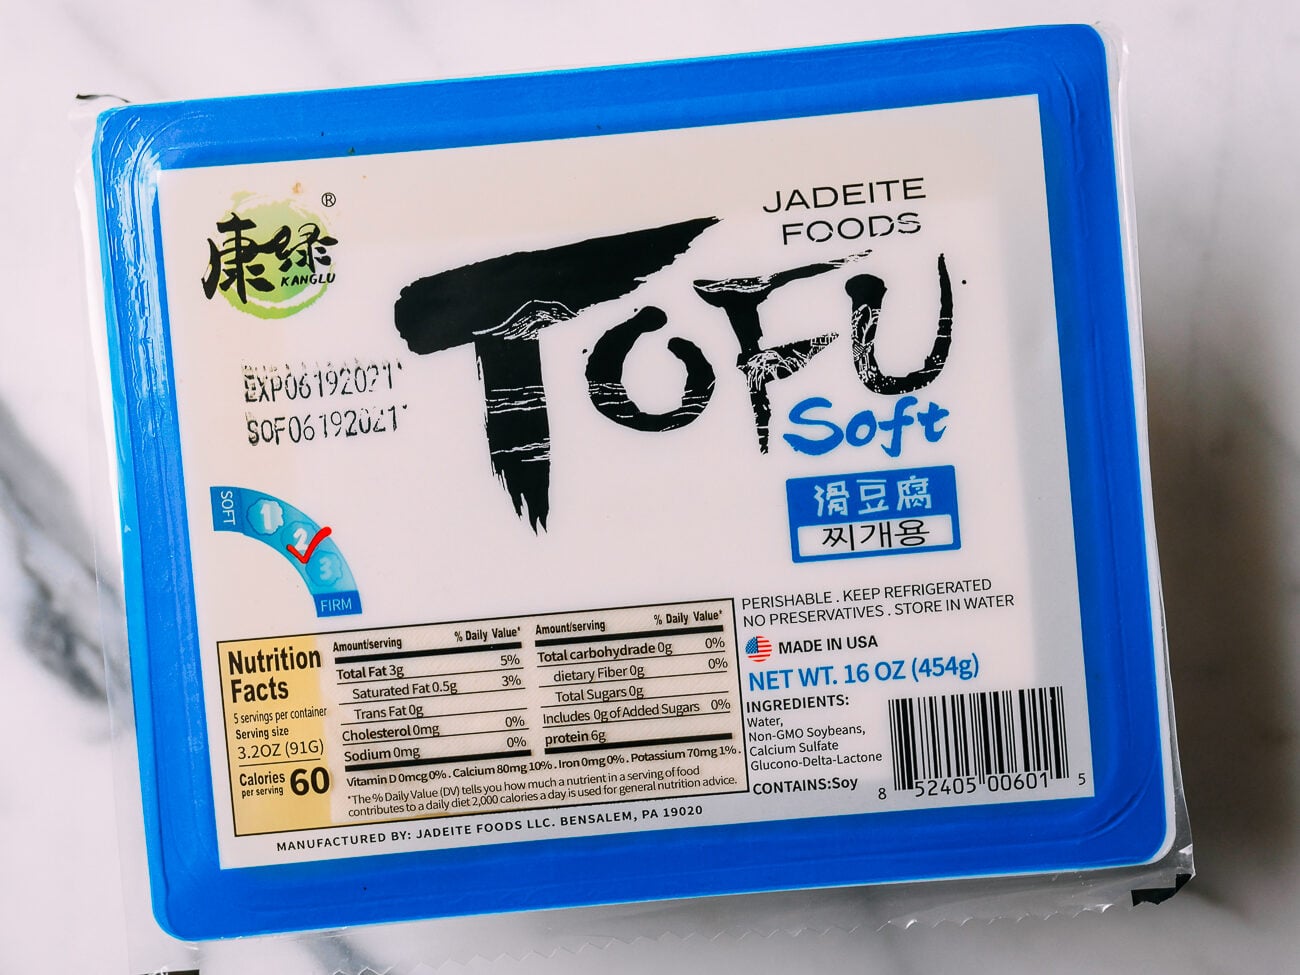 康绿
®
KANGLU
JADEITE
FOODS
TOFU
Soft
滑豆腐
찌개용
EXP06192021
SOF06192021
SOFT
1
2
3
FIRM
Nutrition
Facts
5 servings per container
Serving size
3.2OZ (91G)
Calories
per serving 60
Amount/serving % Daily Value*
Total Fat 3g 5%
Saturated Fat 0.5g 3%
Trans Fat 0g
Cholesterol 0mg 0%
Sodium 0mg 0%
Amount/serving % Daily Value*
Total carbohydrade 0g 0%
dietary Fiber 0g 0%
Total Sugars 0g
Includes 0g of Added Sugars 0%
protein 6g
Vitamin D 0mcg 0% . Calcium 80mg 10% . Iron 0mg 0% . Potassium 70mg 1% .
*The % Daily Value (DV) tells you how much a nutrient in a serving of food
contributes to a daily diet 2,000 calories a day is used for general nutrition advice.
MANUFACTURED BY: JADEITE FOODS LLC. BENSALEM, PA 19020
PERISHABLE . KEEP REFRIGERATED
NO PRESERVATIVES . STORE IN WATER
MADE IN USA
NET WT. 16 OZ (454g)
INGREDIENTS:
Water,
Non-GMO Soybeans,
Calcium Sulfate
Glucono-Delta-Lactone
CONTAINS:Soy
8 52405 00601 5